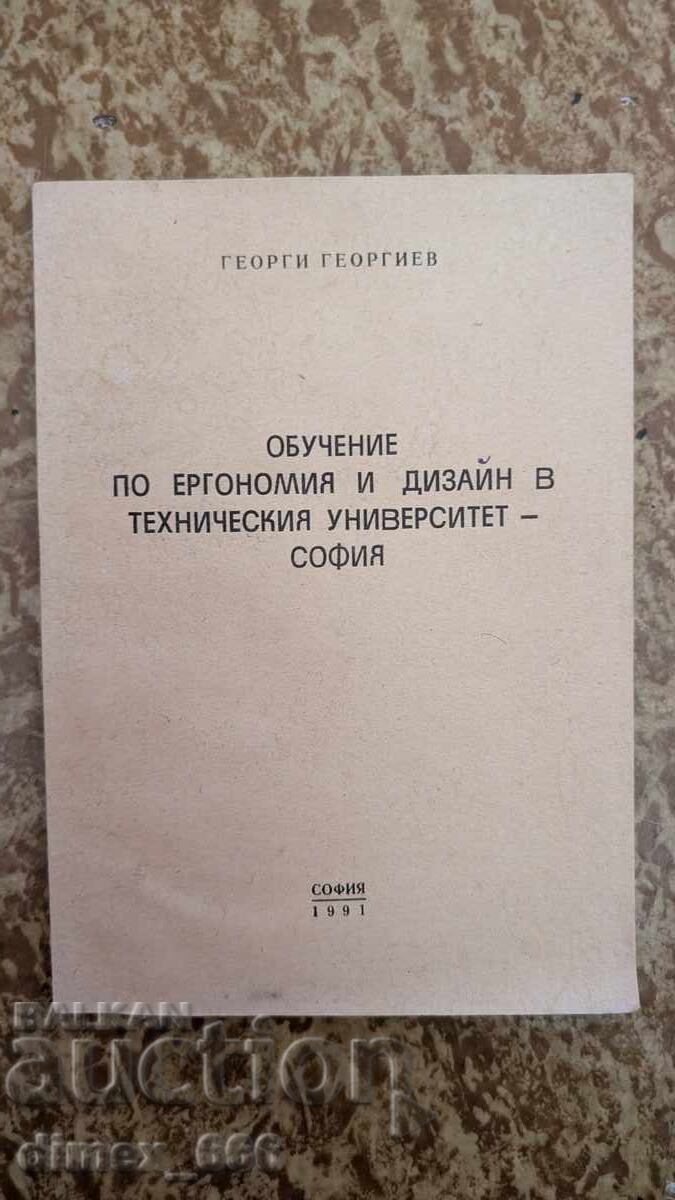 ГЕОРГИ ГЕОРГИЕВ
ОБУЧЕНИЕ
ПО ЕРГОНОМИЯ И ДИЗАЙН В
ТЕХНИЧЕСКИЯ УНИВЕРСИТЕТ –
СОФИЯ
СОФИЯ
1991
BALKAN
auction
dimex_666